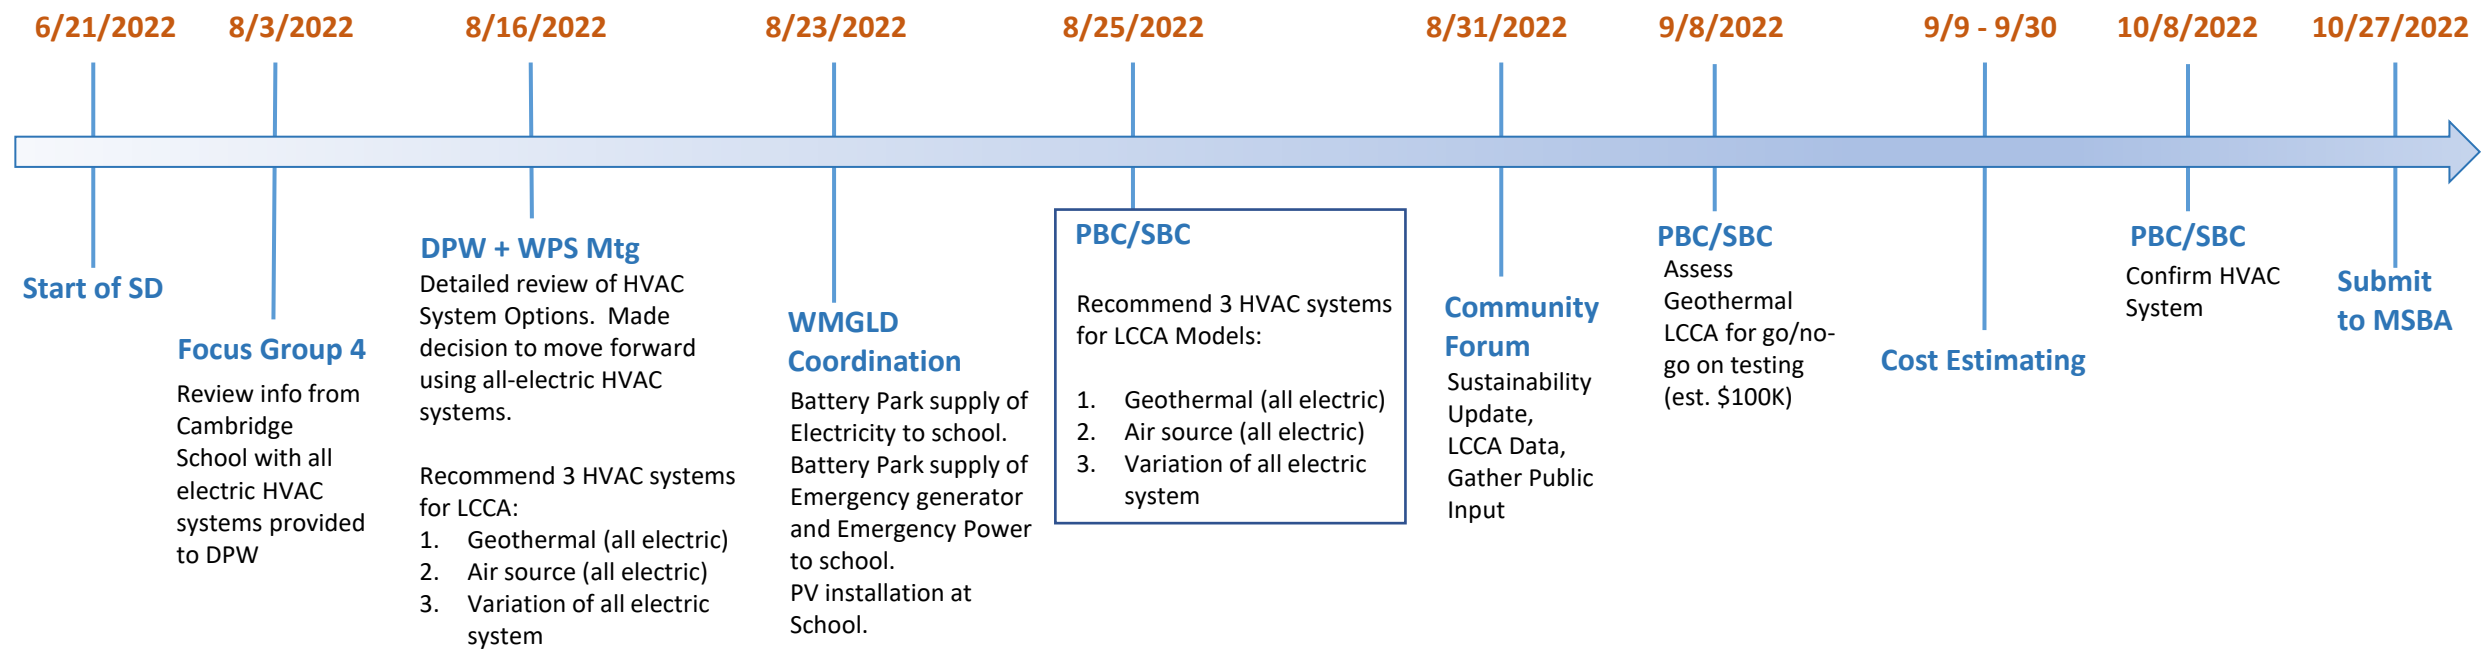 6/21/2022
8/3/2022
8/16/2022
8/23/2022
8/25/2022
8/31/2022
9/8/2022
9/9 - 9/30
10/8/2022
10/27/2022
Start of SD
Focus Group 4
Review info from
Cambridge
School with all
electric HVAC
systems provided
to DPW
DPW + WPS Mtg
Detailed review of HVAC
System Options.  Made
decision to move forward
using all-electric HVAC
systems.
Recommend 3 HVAC systems
for LCCA:
1. Geothermal (all electric)
2. Air source (all electric)
3. Variation of all electric
system
WMGLD
Coordination
Battery Park supply of
Electricity to school.
Battery Park supply of
Emergency generator
and Emergency Power
to school.
PV installation at
School.
PBC/SBC
Recommend 3 HVAC systems
for LCCA Models:
1. Geothermal (all electric)
2. Air source (all electric)
3. Variation of all electric
system
Community
Forum
Sustainability
Update,
LCCA Data,
Gather Public
Input
PBC/SBC
Assess
Geothermal
LCCA for go/no-
go on testing
(est. $100K)
Cost Estimating
PBC/SBC
Confirm HVAC
System
Submit
to MSBA